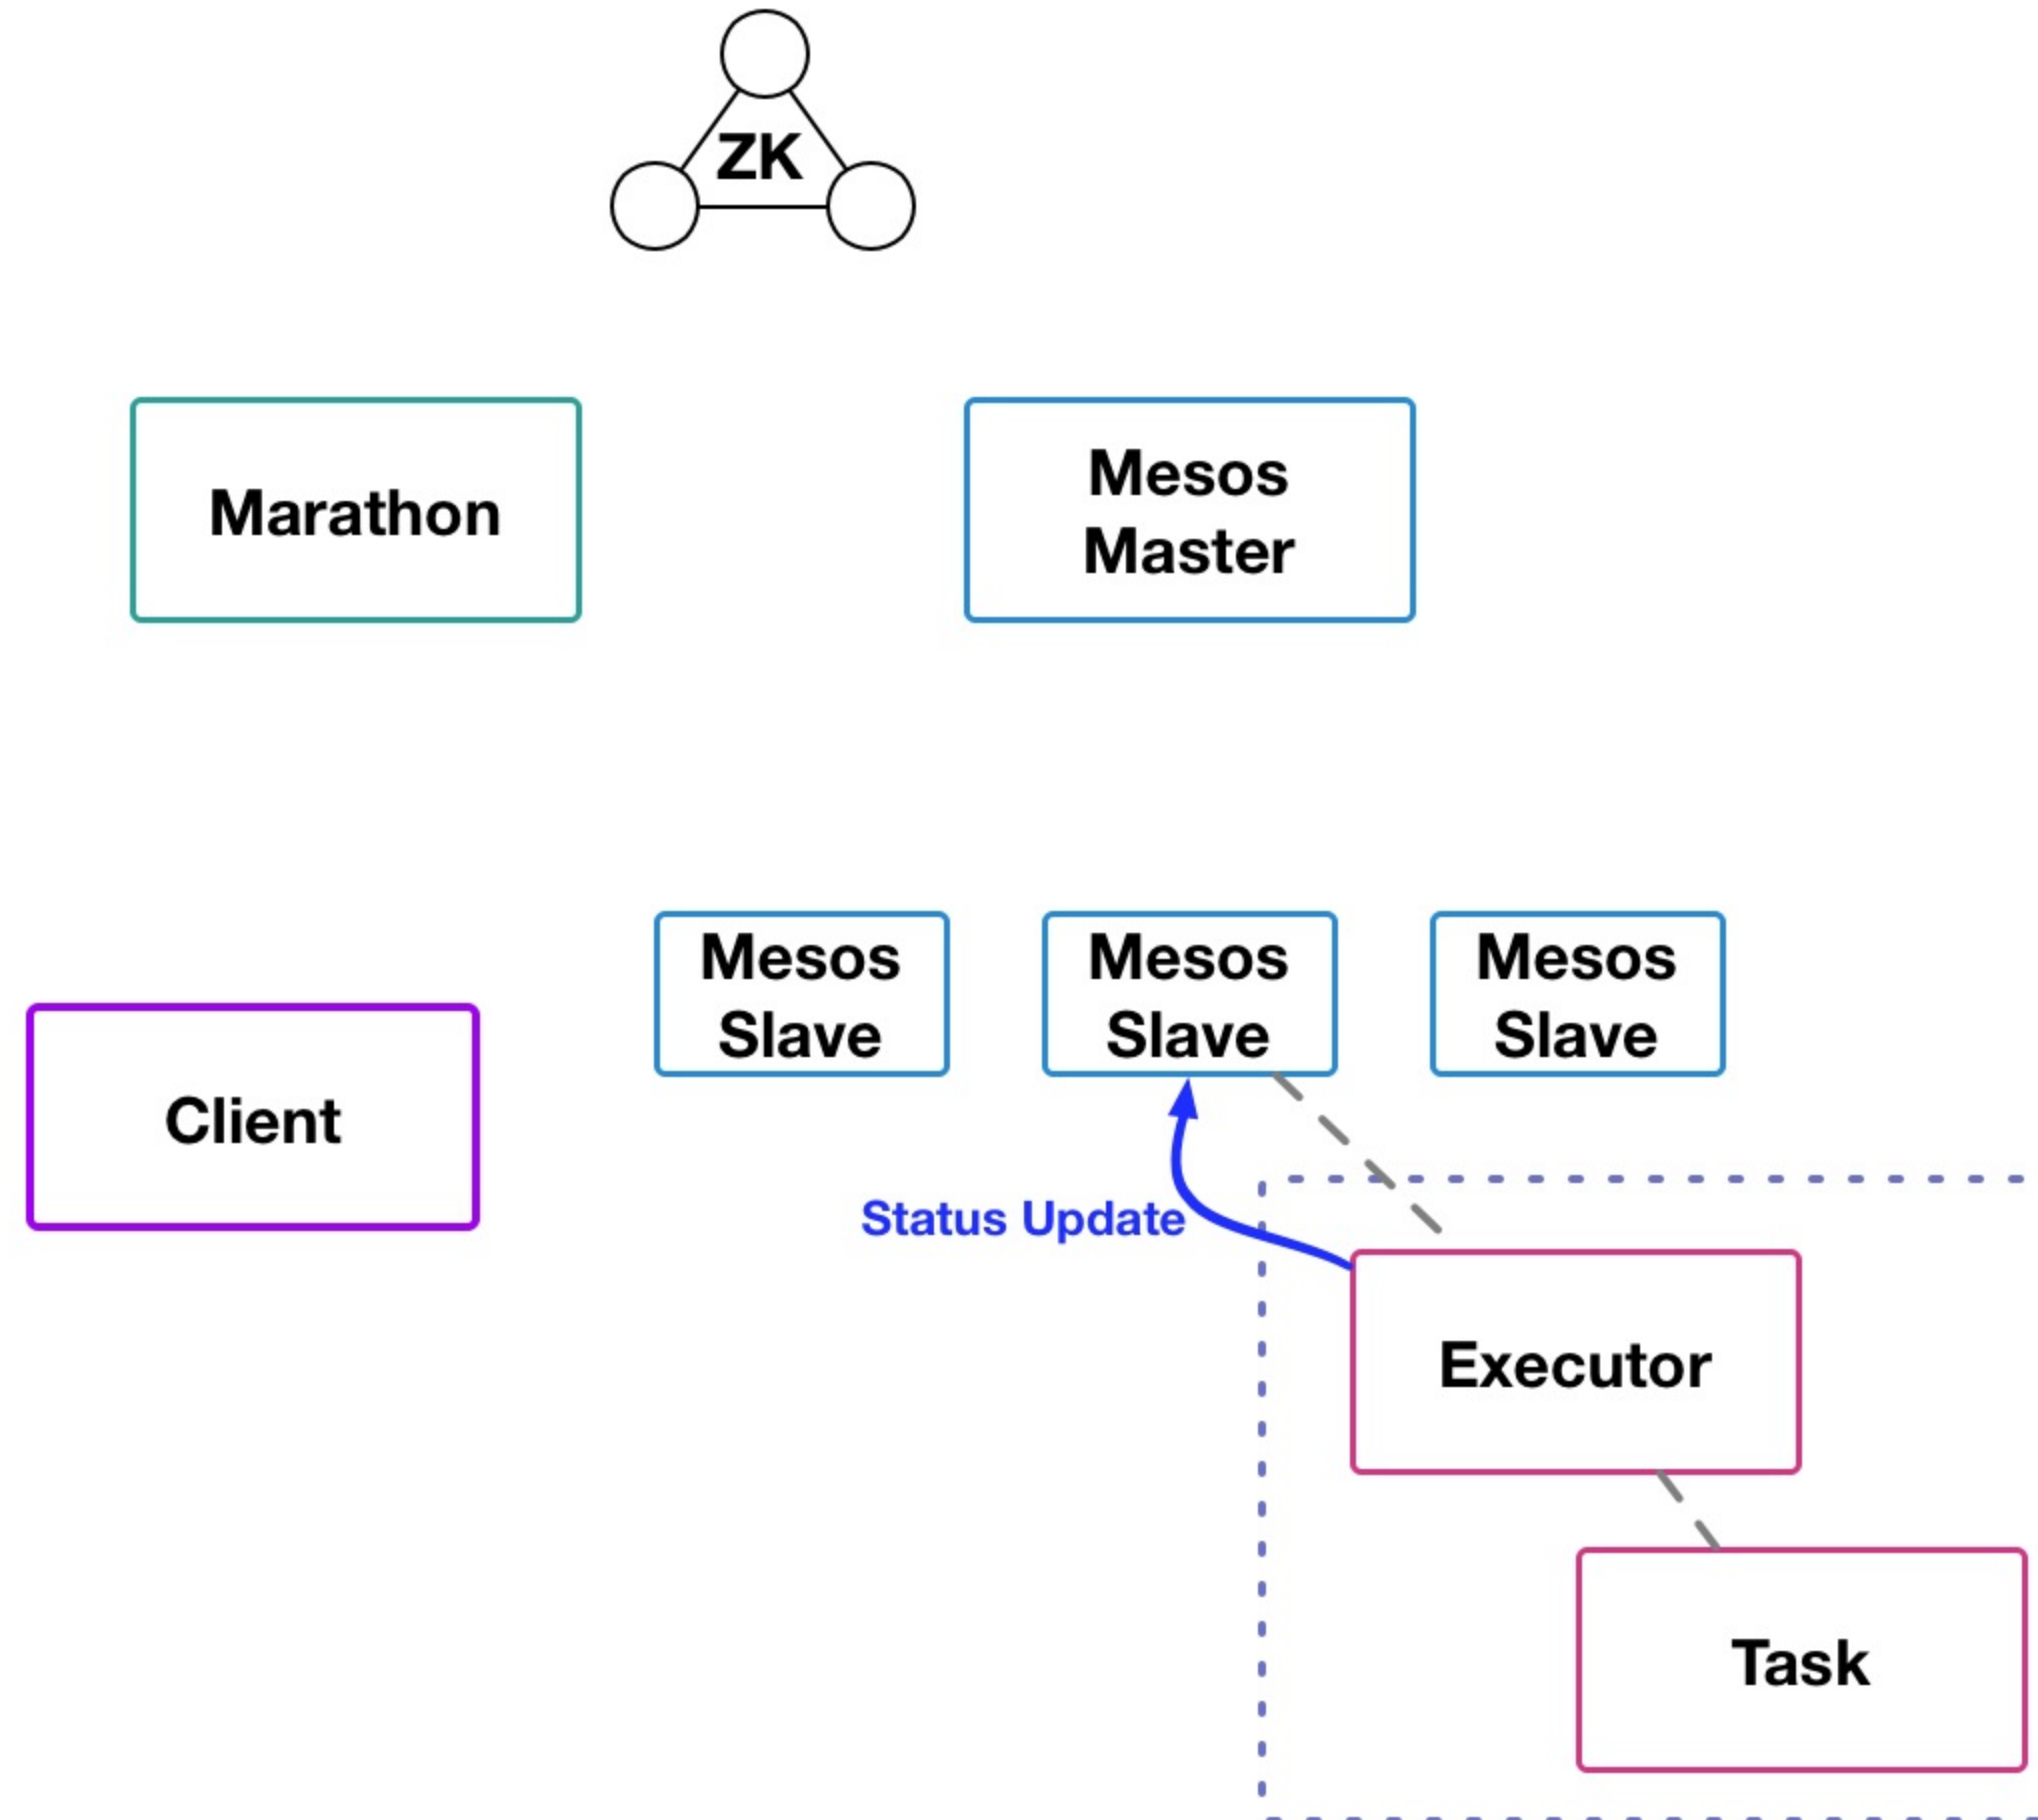 ZK
Marathon
Mesos
Master
Mesos
Slave
Mesos
Slave
Mesos
Slave
Client
Status Update
Executor
Task